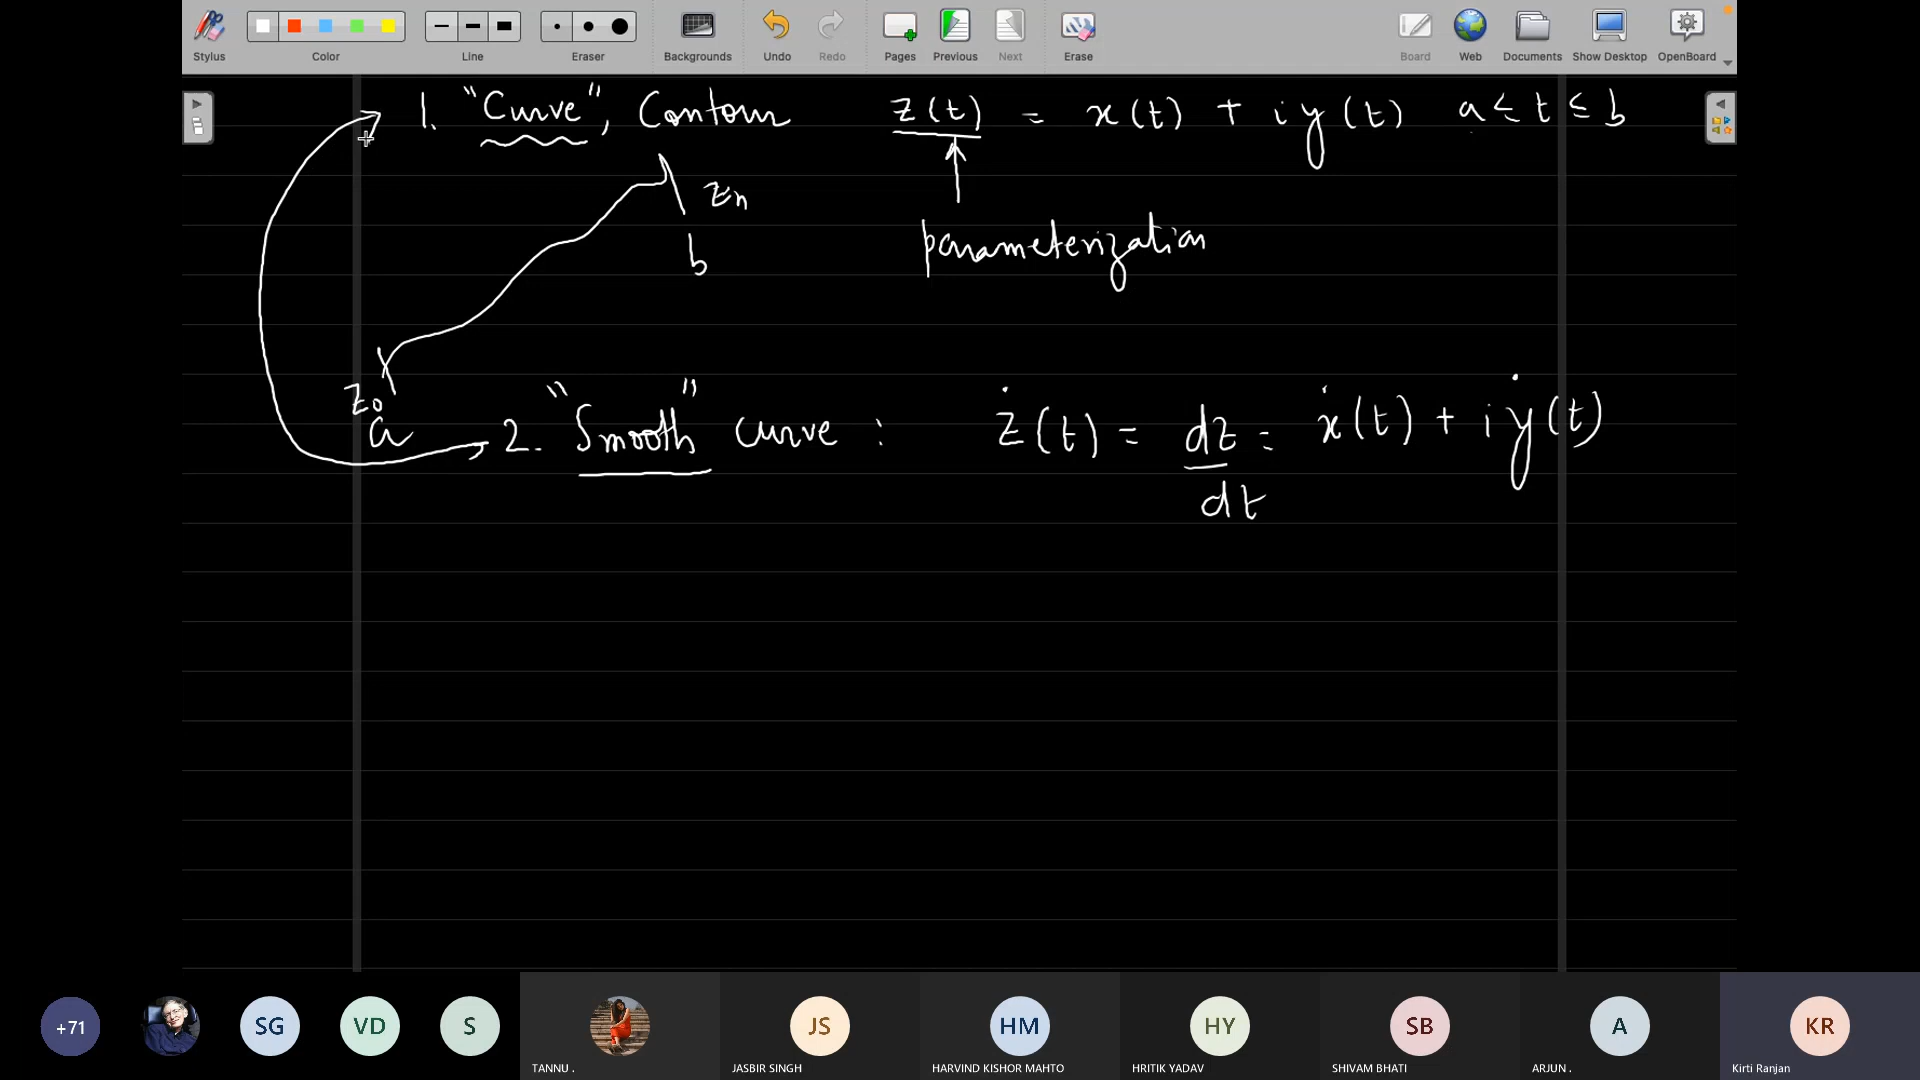 Stylus Color Line Eraser Backgrounds Undo Redo Pages Previous Next Erase Board Web Documents Show Desktop OpenBoard
1. "Curve", Contour z(t) = x(t) + i y(t) a ≤ t ≤ b
zn
b
parameterization
z0
a
2. "Smooth" curve : ż(t) = dz/dt = ẋ(t) + i ẏ(t)
+71 SG VD S JS HM HY SB A KR
TANNU . JASBIR SINGH HARVIND KISHOR MAHTO HRITIK YADAV SHIVAM BHATI ARJUN . Kirti Ranjan